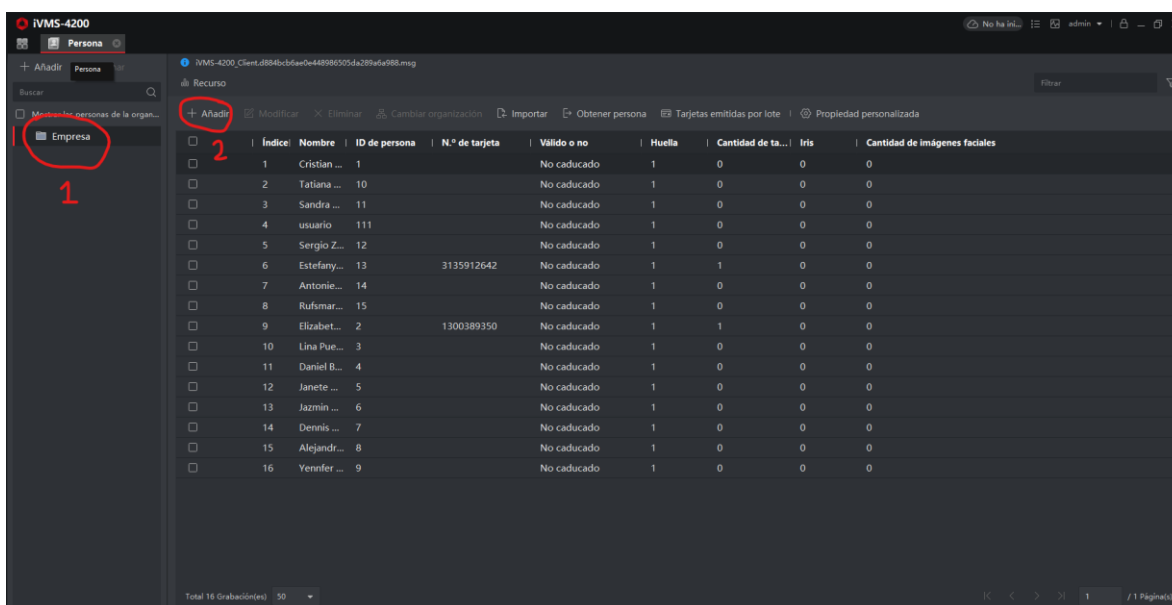 iVMS-4200
No ha ini... admin
Persona
+ Añadir Persona
iVMS-4200_Client.d884bcb6ae0e448986505da289a6a988.msg
Buscar
Recurso
Filtrar
Mostrar las personas de la organ...
+ Añadir Modificar × Eliminar Cambiar organización Importar Obtener persona Tarjetas emitidas por lote Propiedad personalizada
Empresa
1
2
Índice Nombre ID de persona N.º de tarjeta Válido o no Huella Cantidad de ta... Iris Cantidad de imágenes faciales
1 Cristian ... 1 No caducado 1 0 0 0
2 Tatiana ... 10 No caducado 1 0 0 0
3 Sandra ... 11 No caducado 1 0 0 0
4 usuario 111 No caducado 1 0 0 0
5 Sergio Z... 12 No caducado 1 0 0 0
6 Estefany... 13 3135912642 No caducado 1 1 0 0
7 Antonie... 14 No caducado 1 0 0 0
8 Rufsmar... 15 No caducado 1 0 0 0
9 Elizabet... 2 1300389350 No caducado 1 1 0 0
10 Lina Pue... 3 No caducado 1 0 0 0
11 Daniel B... 4 No caducado 1 0 0 0
12 Janete ... 5 No caducado 1 0 0 0
13 Jazmin ... 6 No caducado 1 0 0 0
14 Dennis ... 7 No caducado 1 0 0 0
15 Alejandr... 8 No caducado 1 0 0 0
16 Yennfer ... 9 No caducado 1 0 0 0
Total 16 Grabación(es) 50 1 / 1 Página(s)